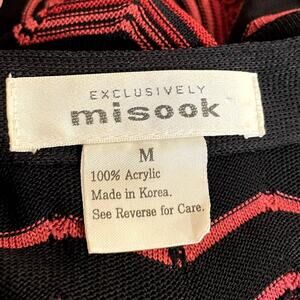 EXCLUSIVELY
misook
M
100% Acrylic
Made in Korea.
See Reverse for Care.